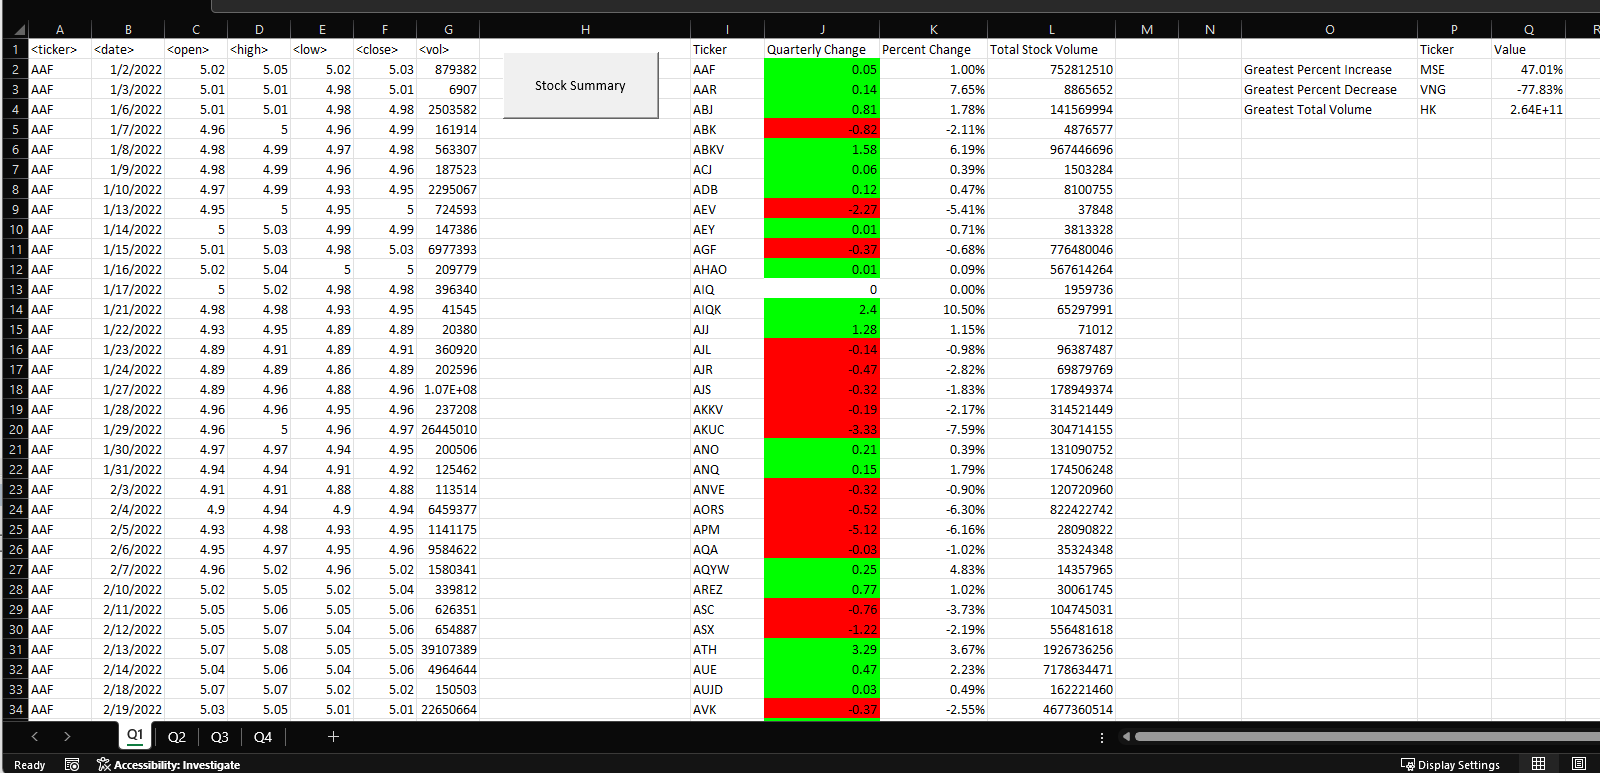 A B C D E F G H I J K L M N O P Q R
1 <ticker> <date> <open> <high> <low> <close> <vol> Ticker Quarterly Change Percent Change Total Stock Volume Ticker Value
2 AAF 1/2/2022 5.02 5.05 5.02 5.03 879382 Stock Summary AAF 0.05 1.00% 752812510 Greatest Percent Increase MSE 47.01%
3 AAF 1/3/2022 5.01 5.01 4.98 5.01 6907 AAR 0.14 7.65% 8865652 Greatest Percent Decrease VNG -77.83%
4 AAF 1/6/2022 5.01 5.01 4.98 4.98 2503582 ABJ 0.81 1.78% 141569994 Greatest Total Volume HK 2.64E+11
5 AAF 1/7/2022 4.96 5 4.96 4.99 161914 ABK -0.82 -2.11% 4876577
6 AAF 1/8/2022 4.98 4.99 4.97 4.98 563307 ABKV 1.58 6.19% 967446696
7 AAF 1/9/2022 4.98 4.99 4.96 4.96 187523 ACJ 0.06 0.39% 1503284
8 AAF 1/10/2022 4.97 4.99 4.93 4.95 2295067 ADB 0.12 0.47% 8100755
9 AAF 1/13/2022 4.95 5 4.95 5 724593 AEV -2.27 -5.41% 37848
10 AAF 1/14/2022 5 5.03 4.99 4.99 147386 AEY 0.01 0.71% 3813328
11 AAF 1/15/2022 5.01 5.03 4.98 5.03 6977393 AGF -0.37 -0.68% 776480046
12 AAF 1/16/2022 5.02 5.04 5 5 209779 AHAO 0.01 0.09% 567614264
13 AAF 1/17/2022 5 5.02 4.98 4.98 396340 AIQ 0 0.00% 1959736
14 AAF 1/21/2022 4.98 4.98 4.93 4.95 41545 AIQK 2.4 10.50% 65297991
15 AAF 1/22/2022 4.93 4.95 4.89 4.89 20380 AJJ 1.28 1.15% 71012
16 AAF 1/23/2022 4.89 4.91 4.89 4.91 360920 AJL -0.14 -0.98% 96387487
17 AAF 1/24/2022 4.89 4.89 4.86 4.89 202596 AJR -0.47 -2.82% 69879769
18 AAF 1/27/2022 4.89 4.96 4.88 4.96 1.07E+08 AJS -0.32 -1.83% 178949374
19 AAF 1/28/2022 4.96 4.96 4.95 4.96 237208 AKKV -0.19 -2.17% 314521449
20 AAF 1/29/2022 4.96 5 4.96 4.97 26445010 AKUC -3.33 -7.59% 304714155
21 AAF 1/30/2022 4.97 4.97 4.94 4.95 200506 ANO 0.21 0.39% 131090752
22 AAF 1/31/2022 4.94 4.94 4.91 4.92 125462 ANQ 0.15 1.79% 174506248
23 AAF 2/3/2022 4.91 4.91 4.88 4.88 113514 ANVE -0.32 -0.90% 120720960
24 AAF 2/4/2022 4.9 4.94 4.9 4.94 6459377 AORS -0.52 -6.30% 822422742
25 AAF 2/5/2022 4.93 4.98 4.93 4.95 1141175 APM -5.12 -6.16% 28090822
26 AAF 2/6/2022 4.95 4.97 4.95 4.96 9584622 AQA -0.03 -1.02% 35324348
27 AAF 2/7/2022 4.96 5.02 4.96 5.02 1580341 AQYW 0.25 4.83% 14357965
28 AAF 2/10/2022 5.02 5.05 5.02 5.04 339812 AREZ 0.77 1.02% 30061745
29 AAF 2/11/2022 5.05 5.06 5.05 5.06 626351 ASC -0.76 -3.73% 104745031
30 AAF 2/12/2022 5.05 5.07 5.04 5.06 654887 ASX -1.22 -2.19% 556481618
31 AAF 2/13/2022 5.07 5.08 5.05 5.05 39107389 ATH 3.29 3.67% 1926736256
32 AAF 2/14/2022 5.04 5.06 5.04 5.06 4964644 AUE 0.47 2.23% 7178634471
33 AAF 2/18/2022 5.07 5.07 5.02 5.02 150503 AUJD 0.03 0.49% 162221460
34 AAF 2/19/2022 5.03 5.05 5.01 5.01 22650664 AVK -0.37 -2.55% 4677360514
Q1 Q2 Q3 Q4
Ready Accessibility: Investigate Display Settings